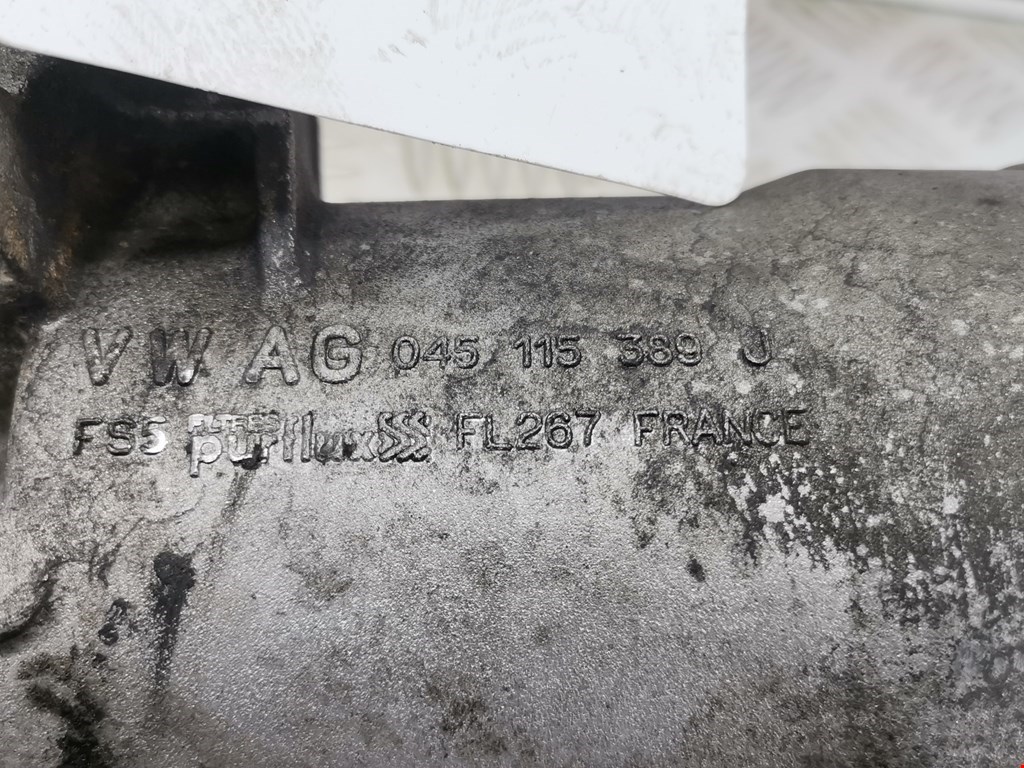 VW AG 045 115 389 J
FS5 purflux FL267 FRANCE